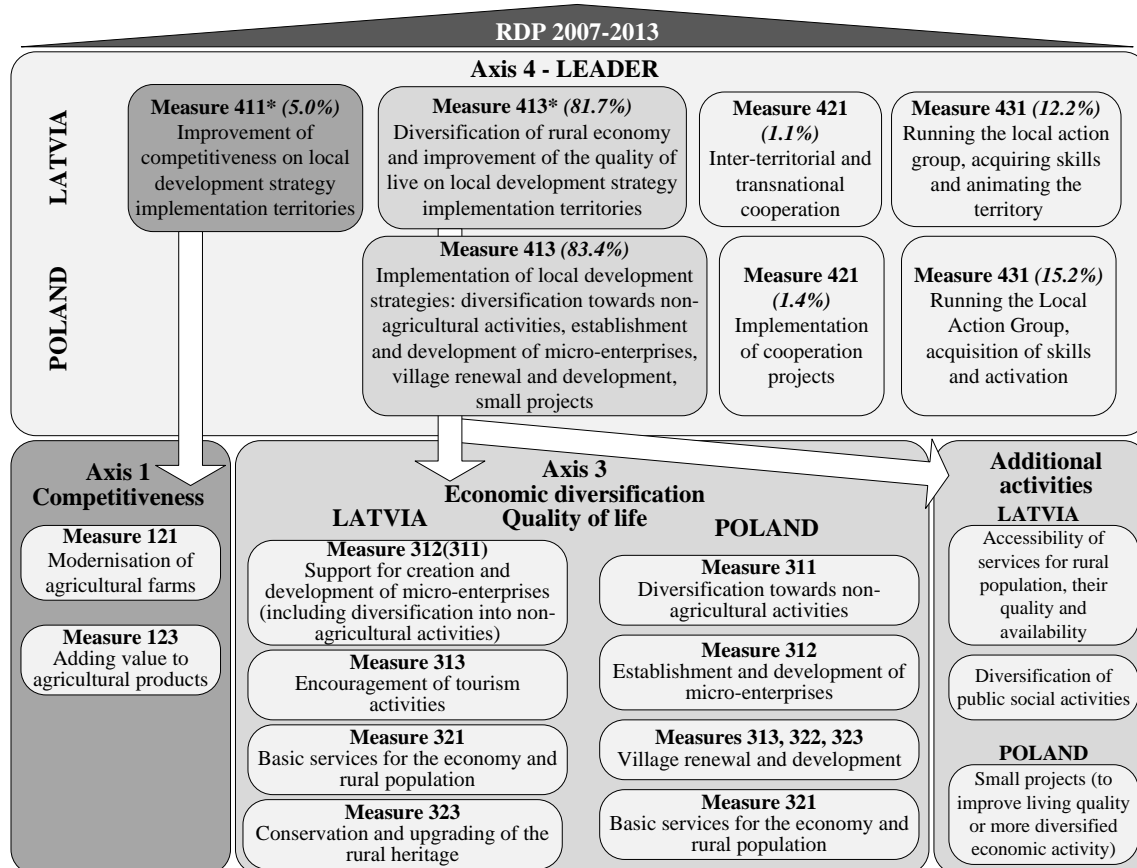 RDP 2007-2013
Axis 4 - LEADER
LATVIA
Measure 411* (5.0%)
Improvement of
competitiveness on local
development strategy
implementation territories
Measure 413* (81.7%)
Diversification of rural economy
and improvement of the quality of
live on local development strategy
implementation territories
Measure 421
(1.1%)
Inter-territorial and
transnational
cooperation
Measure 431 (12.2%)
Running the local action
group, acquiring skills
and animating the
territory
POLAND
Measure 413 (83.4%)
Implementation of local development
strategies: diversification towards non-
agricultural activities, establishment
and development of micro-enterprises,
village renewal and development,
small projects
Measure 421
(1.4%)
Implementation
of cooperation
projects
Measure 431 (15.2%)
Running the Local
Action Group,
acquisition of skills
and activation
Axis 1
Competitiveness
Measure 121
Modernisation of
agricultural farms
Measure 123
Adding value to
agricultural products
Axis 3
Economic diversification
Quality of life
LATVIA
Measure 312(311)
Support for creation and
development of micro-enterprises
(including diversification into non-
agricultural activities)
Measure 313
Encouragement of tourism
activities
Measure 321
Basic services for the economy and
rural population
Measure 323
Conservation and upgrading of the
rural heritage
POLAND
Measure 311
Diversification towards non-
agricultural activities
Measure 312
Establishment and development of
micro-enterprises
Measures 313, 322, 323
Village renewal and development
Measure 321
Basic services for the economy and
rural population
Additional
activities
LATVIA
Accessibility of
services for rural
population, their
quality and
availability
Diversification of
public social activities
POLAND
Small projects (to
improve living quality
or more diversified
economic activity)